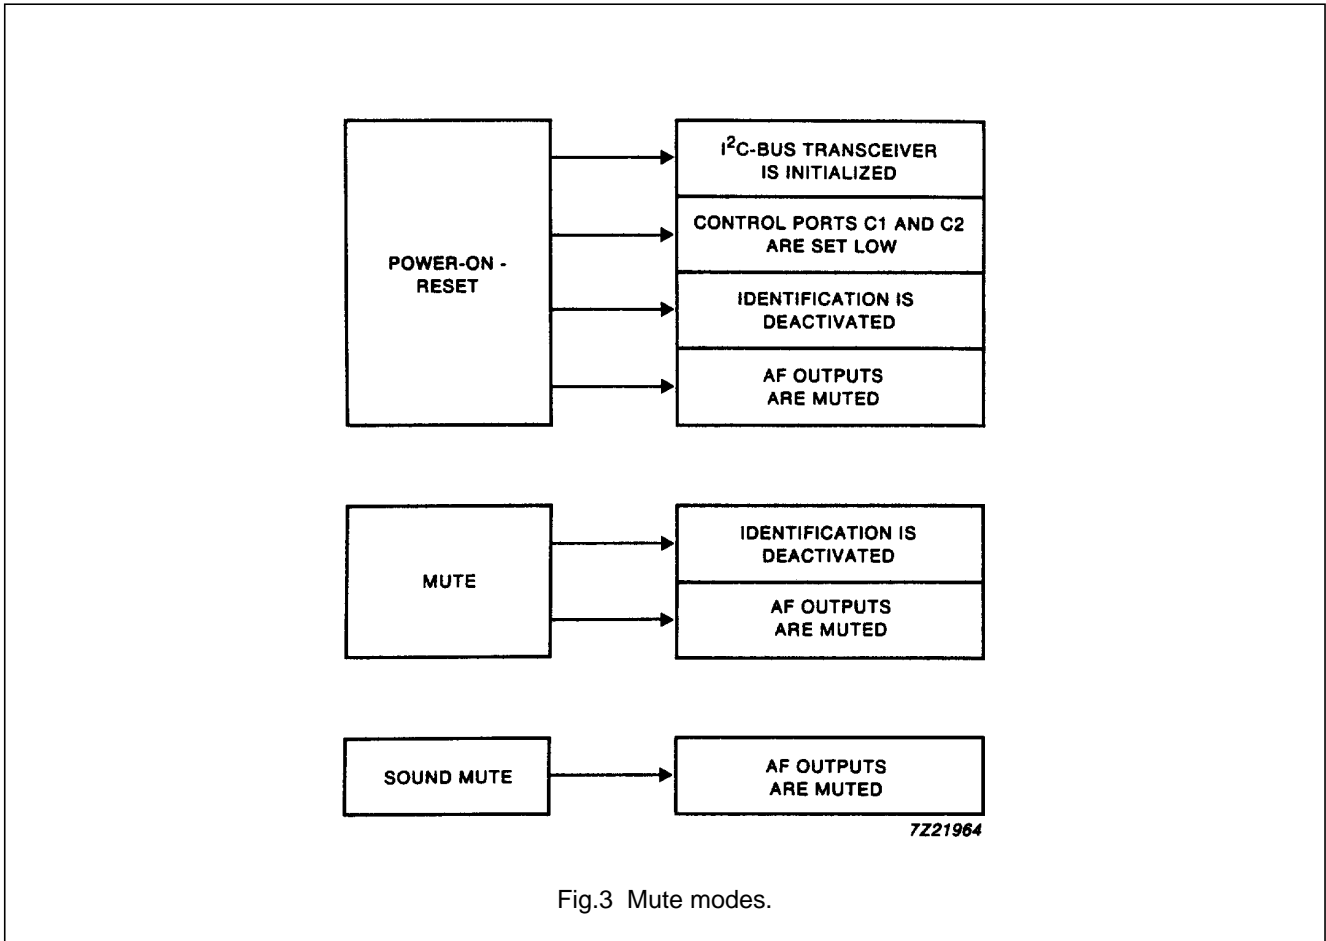 POWER-ON -
RESET
I²C-BUS TRANSCEIVER
IS INITIALIZED
CONTROL PORTS C1 AND C2
ARE SET LOW
IDENTIFICATION IS
DEACTIVATED
AF OUTPUTS
ARE MUTED
MUTE
IDENTIFICATION IS
DEACTIVATED
AF OUTPUTS
ARE MUTED
SOUND MUTE
AF OUTPUTS
ARE MUTED
7Z21964
Fig.3 Mute modes.